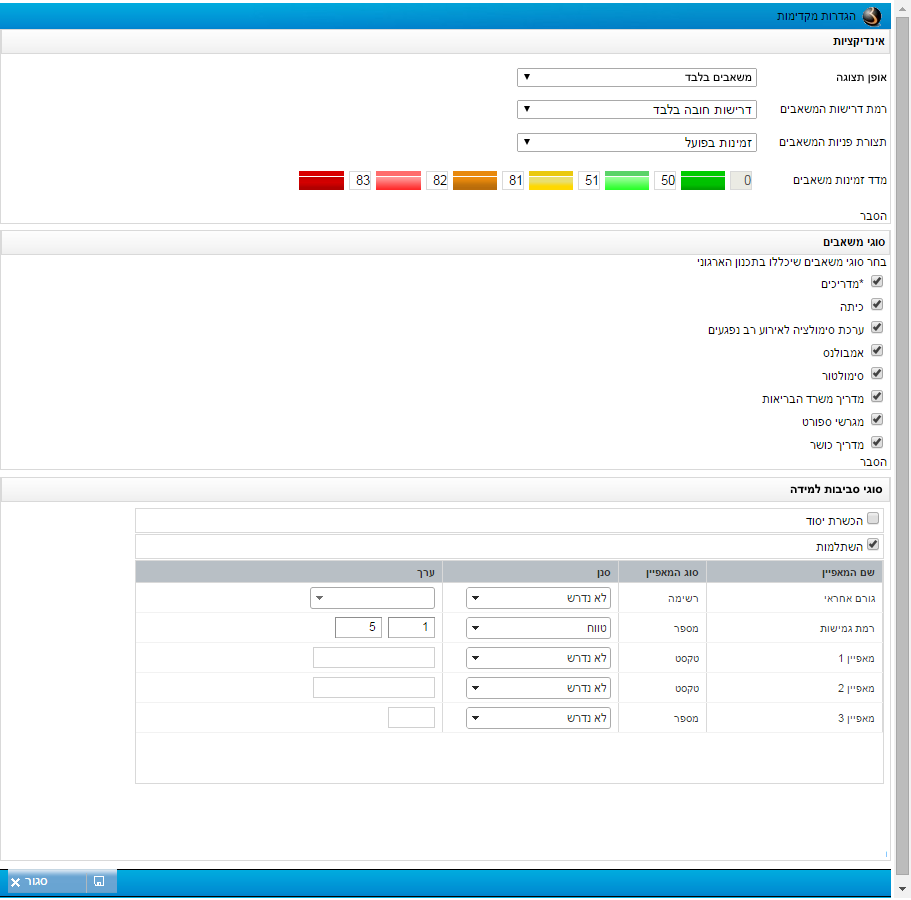 הגדרות מקדימות
אינדיקציות
אופן תצוגה משאבים בלבד
רמת דרישות המשאבים דרישות חובה בלבד
תצורת פניות המשאבים זמינות בפועל
מדד זמינות משאבים 0 50 51 81 82 83
הסבר
סוגי משאבים
בחר סוגי משאבים שיכללו בתכנון הארגוני
*מדריכים
כיתה
ערכת סימולציה לאירוע רב נפגעים
אמבולנס
סימולטור
מדריך משרד הבריאות
מגרשי ספורט
מדריך כושר
הסבר
סוגי סביבות למידה
הכשרת יסוד
השתלמות
שם המאפיין סוג המאפיין סנן ערך
גורם אחראי רשימה לא נדרש
רמת גמישות מספר טווח 1 5
מאפיין 1 טקסט לא נדרש
מאפיין 2 טקסט לא נדרש
מאפיין 3 מספר לא נדרש
סגור